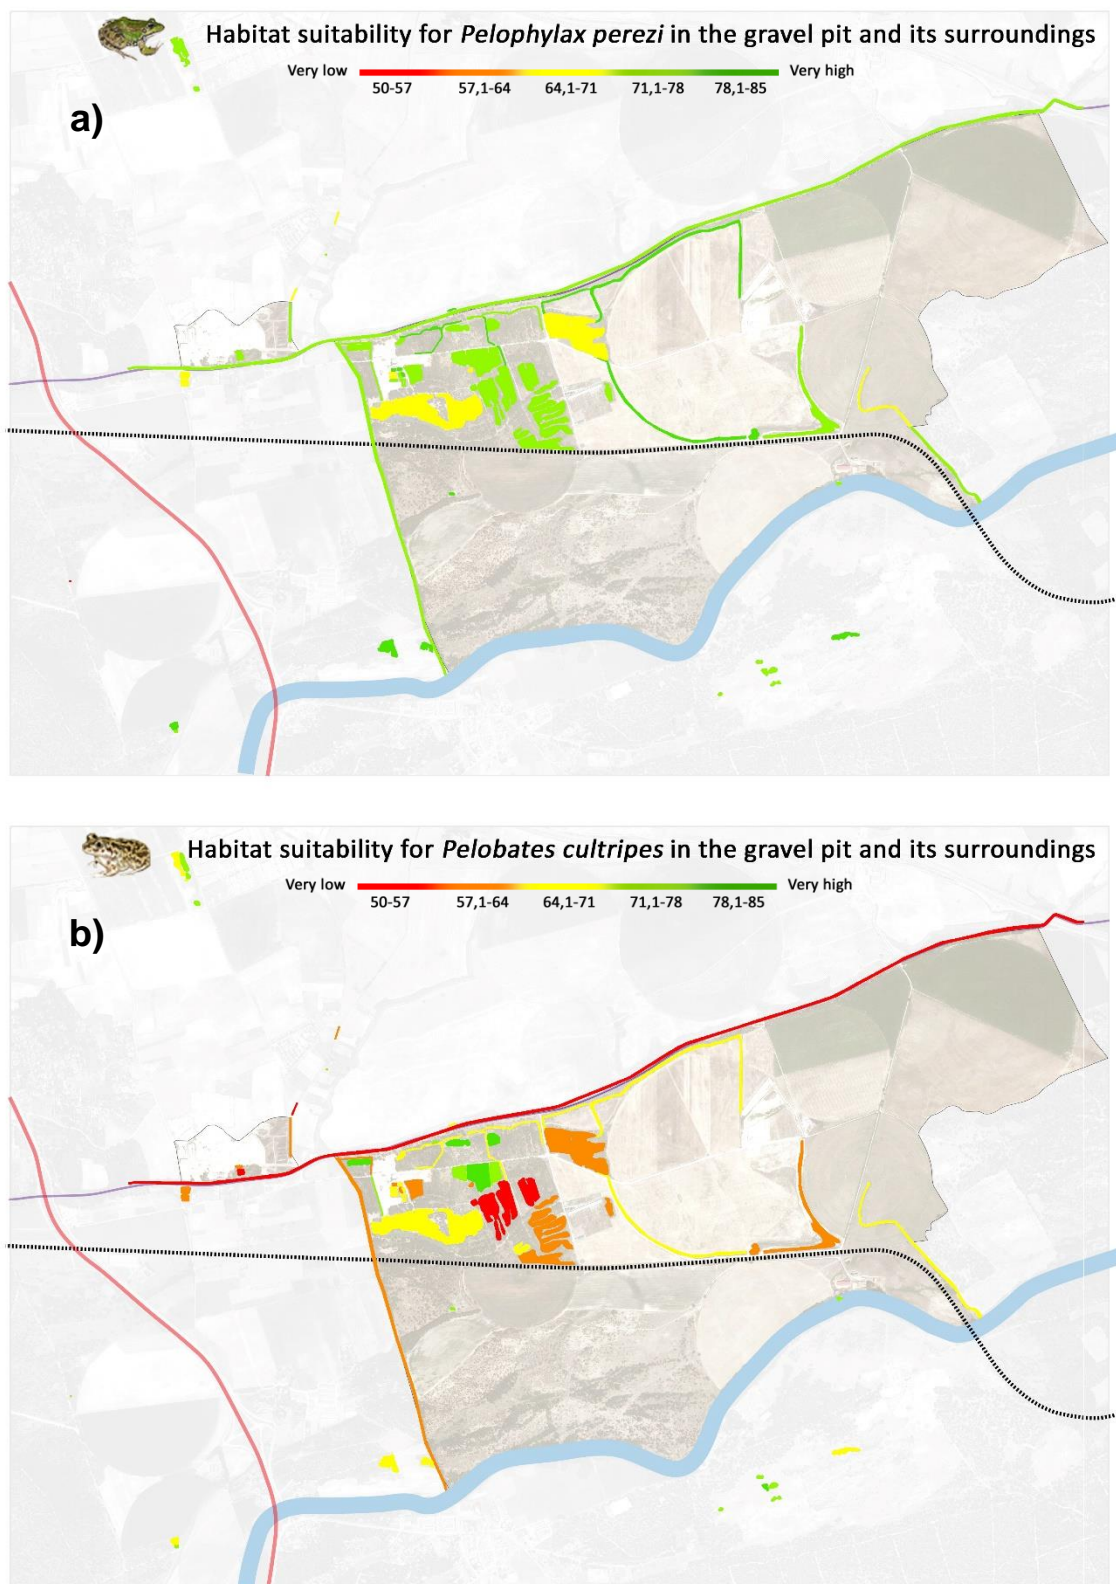 Habitat suitability for Pelophylax perezi in the gravel pit and its surroundings
Very low Very high
50-57 57,1-64 64,1-71 71,1-78 78,1-85
a)
Habitat suitability for Pelobates cultripes in the gravel pit and its surroundings
Very low Very high
50-57 57,1-64 64,1-71 71,1-78 78,1-85
b)